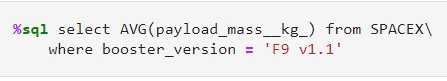 %sql select AVG(payload_mass__kg_) from SPACEX\
where booster_version = 'F9 v1.1'